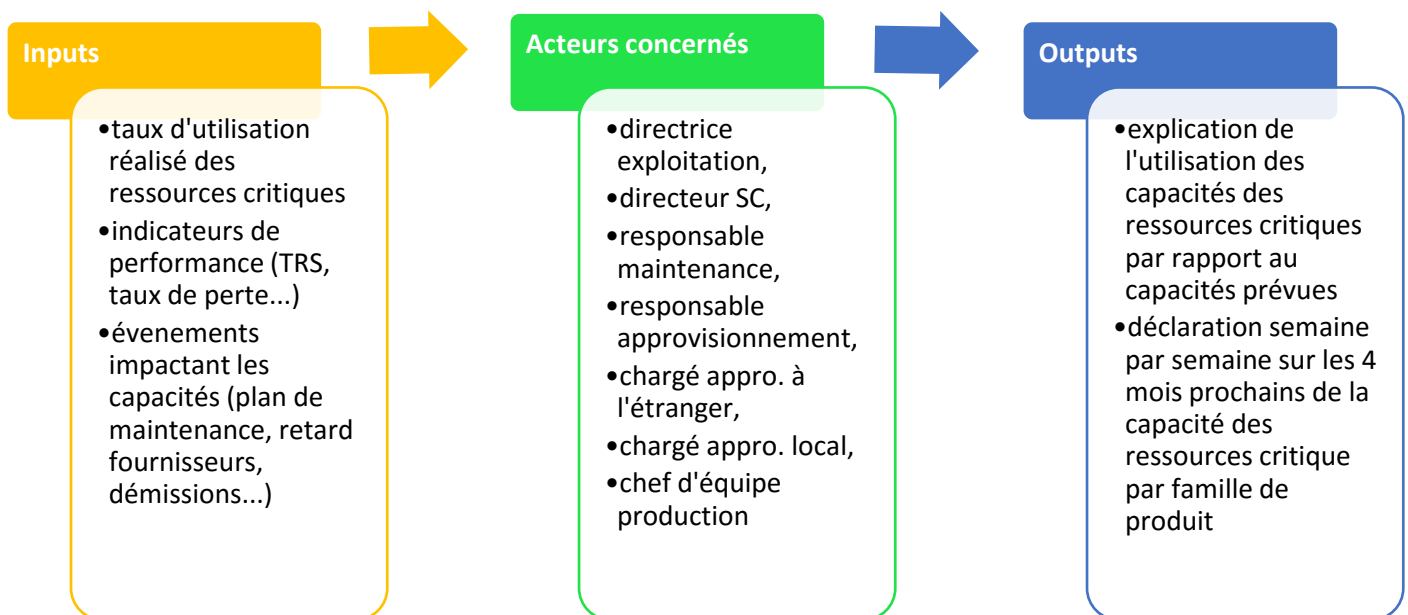 Inputs
•taux d'utilisation
réalisé des
ressources critiques
•indicateurs de
performance (TRS,
taux de perte...)
•évenements
impactant les
capacités (plan de
maintenance, retard
fournisseurs,
démissions...)
Acteurs concernés
•directrice
exploitation,
•directeur SC,
•responsable
maintenance,
•responsable
approvisionnement,
•chargé appro. à
l'étranger,
•chargé appro. local,
•chef d'équipe
production
Outputs
•explication de
l'utilisation des
capacités des
ressources critiques
par rapport au
capacités prévues
•déclaration semaine
par semaine sur les 4
mois prochains de la
capacité des
ressources critique
par famille de
produit